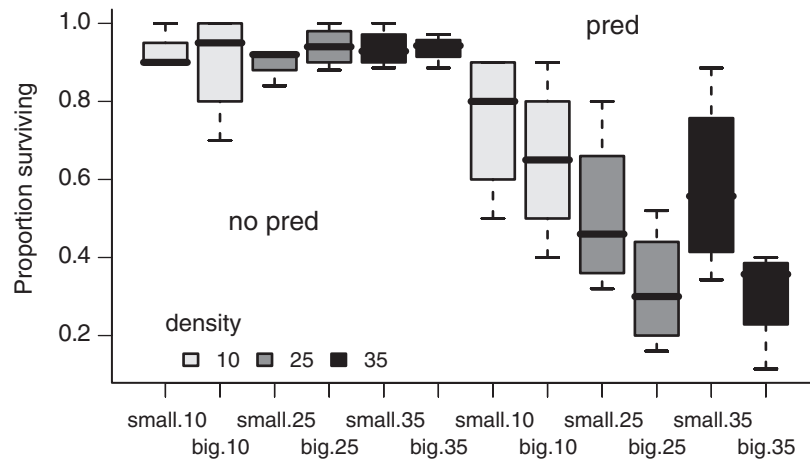 Proportion surviving
1.0
0.8
0.6
0.4
0.2
pred
no pred
density
10 25 35
small.10 small.25 small.35 small.10 small.25 small.35
big.10 big.25 big.35 big.10 big.25 big.35